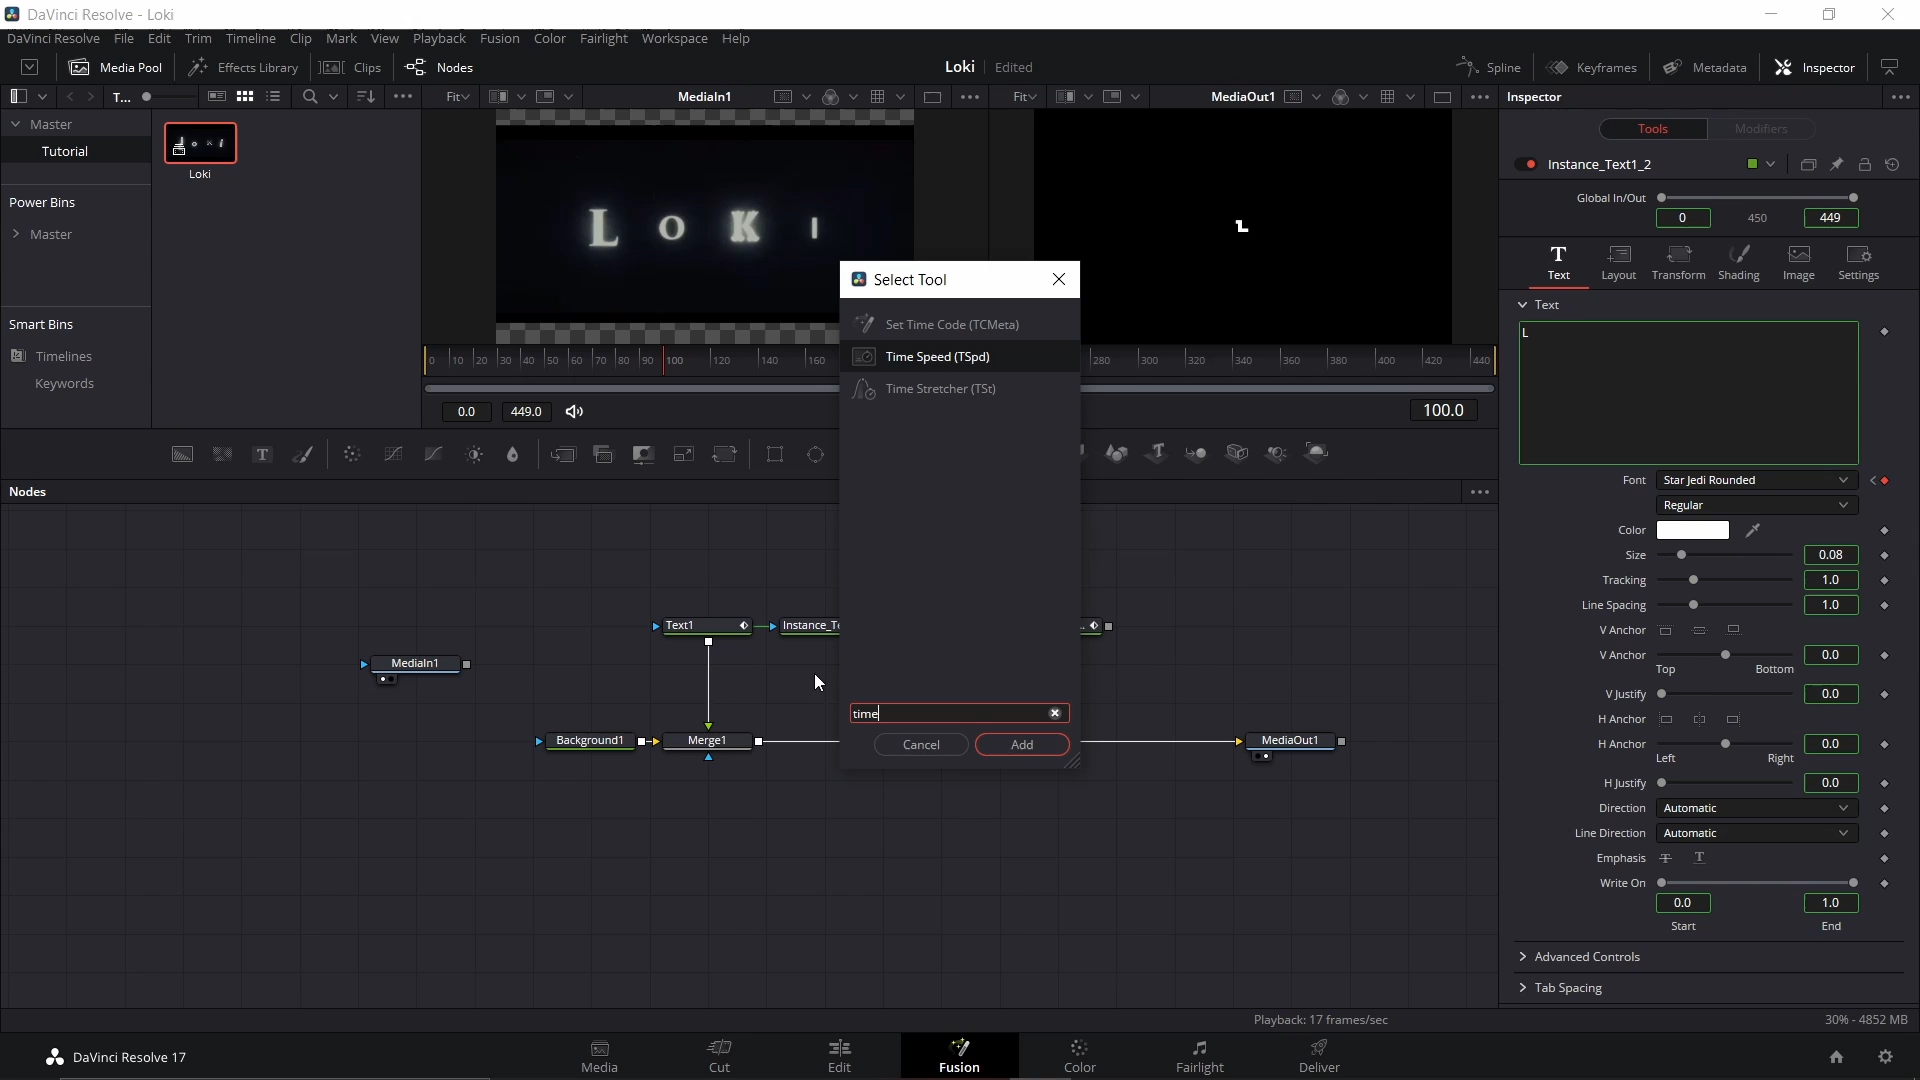 DaVinci Resolve - Loki
DaVinci Resolve File Edit Trim Timeline Clip Mark View Playback Fusion Color Fairlight Workspace Help
Media Pool Effects Library Clips Nodes Loki Edited Spline Keyframes Metadata Inspector
T... Fit MediaIn1 Fit MediaOut1 Inspector
Master
Tutorial
Loki
Power Bins
Master
Smart Bins
Timelines
Keywords
L O K I
L
0 10 20 30 40 50 60 70 80 90 100 120 140 160 280 300 320 340 360 380 400 420 440
0.0 449.0 100.0
Select Tool
Set Time Code (TCMeta)
Time Speed (TSpd)
Time Stretcher (TSt)
time
Cancel Add
Nodes
Text1 Instance_Te
MediaIn1
Background1 Merge1 MediaOut1
Tools Modifiers
Instance_Text1_2
Global In/Out
0 450 449
Text Layout Transform Shading Image Settings
Text
L
Font Star Jedi Rounded
Regular
Color
Size 0.08
Tracking 1.0
Line Spacing 1.0
V Anchor
V Anchor 0.0
Top Bottom
V Justify 0.0
H Anchor
H Anchor 0.0
Left Right
H Justify 0.0
Direction Automatic
Line Direction Automatic
Emphasis T T
Write On
0.0 1.0
Start End
Advanced Controls
Tab Spacing
Playback: 17 frames/sec 30% - 4852 MB
DaVinci Resolve 17 Media Cut Edit Fusion Color Fairlight Deliver